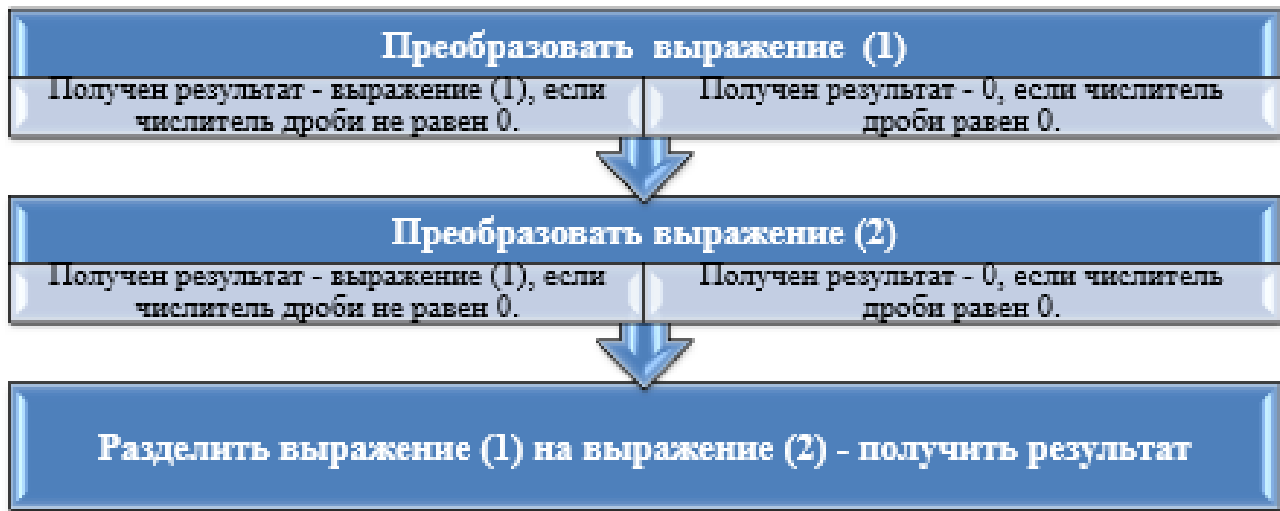 Преобразовать выражение (1)
Получен результат - выражение (1), если
числитель дроби не равен 0.
Получен результат - 0, если числитель
дроби равен 0.
Преобразовать выражение (2)
Получен результат - выражение (1), если
числитель дроби не равен 0.
Получен результат - 0, если числитель
дроби равен 0.
Разделить выражение (1) на выражение (2) - получить результат